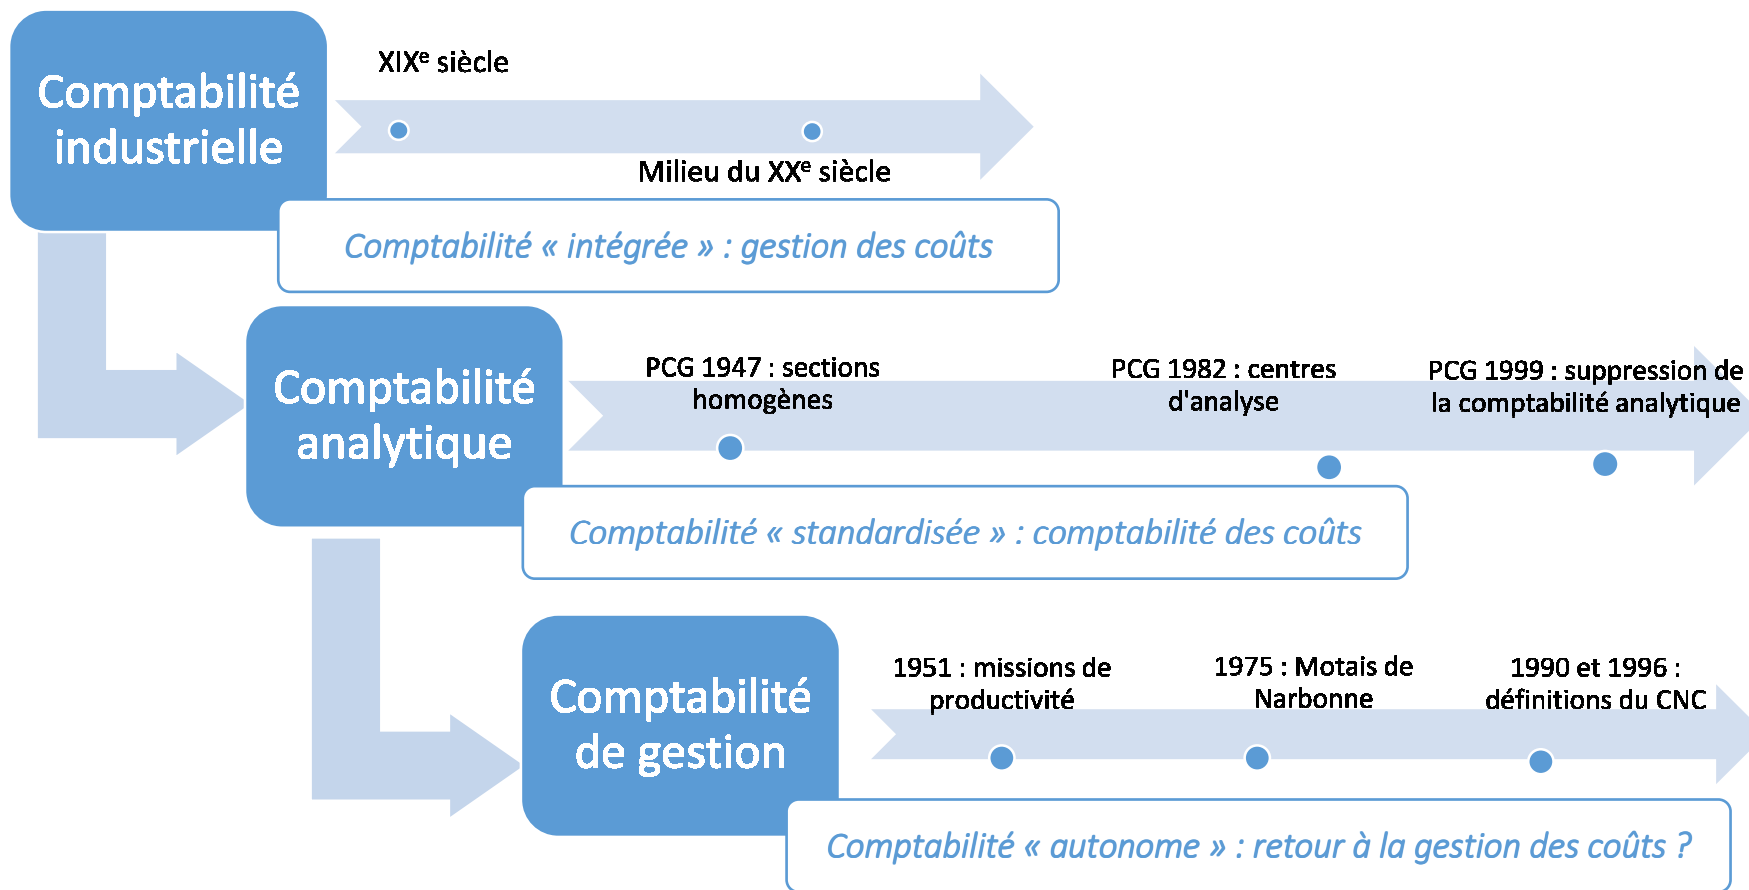 Comptabilité
industrielle
XIXᵉ siècle
Milieu du XXᵉ siècle
Comptabilité « intégrée » : gestion des coûts
Comptabilité
analytique
PCG 1947 : sections
homogènes
PCG 1982 : centres
d'analyse
PCG 1999 : suppression de
la comptabilité analytique
Comptabilité « standardisée » : comptabilité des coûts
Comptabilité
de gestion
1951 : missions de
productivité
1975 : Motais de
Narbonne
1990 et 1996 :
définitions du CNC
Comptabilité « autonome » : retour à la gestion des coûts ?